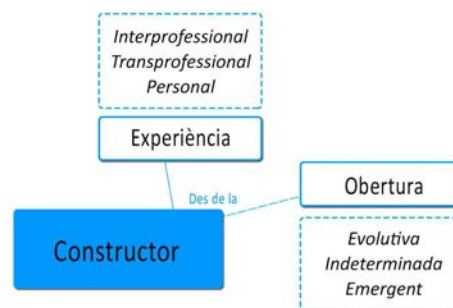 Interprofessional
Transprofessional
Personal
Experiència
Des de la
Obertura
Constructor
Evolutiva
Indeterminada
Emergent